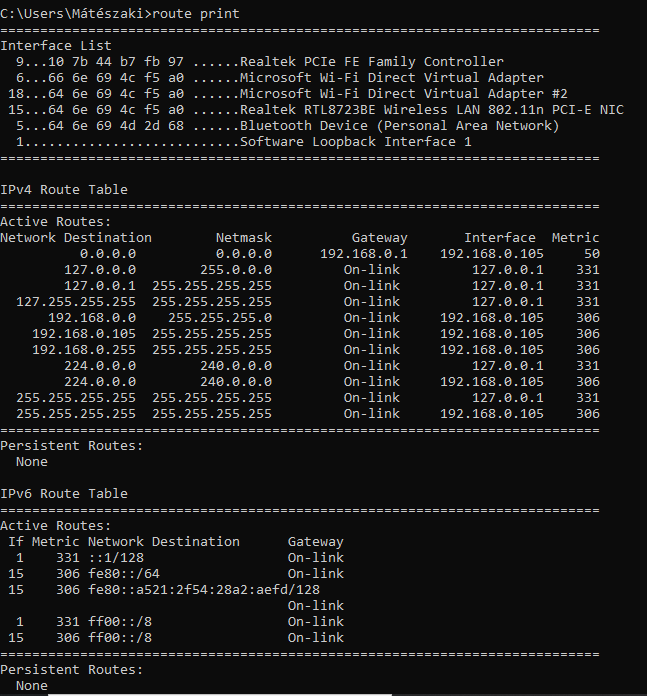 C:\Users\Mátészaki>route print
===========================================================================
Interface List
  9...10 7b 44 b7 fb 97 ......Realtek PCIe FE Family Controller
  6...66 6e 69 4c f5 a0 ......Microsoft Wi-Fi Direct Virtual Adapter
 18...64 6e 69 4c f5 a0 ......Microsoft Wi-Fi Direct Virtual Adapter #2
 15...64 6e 69 4c f5 a0 ......Realtek RTL8723BE Wireless LAN 802.11n PCI-E NIC
  5...64 6e 69 4d 2d 68 ......Bluetooth Device (Personal Area Network)
  1...........................Software Loopback Interface 1
===========================================================================

IPv4 Route Table
===========================================================================
Active Routes:
Network Destination        Netmask          Gateway       Interface  Metric
          0.0.0.0          0.0.0.0      192.168.0.1    192.168.0.105     50
        127.0.0.0        255.0.0.0         On-link         127.0.0.1    331
        127.0.0.1  255.255.255.255         On-link         127.0.0.1    331
  127.255.255.255  255.255.255.255         On-link         127.0.0.1    331
      192.168.0.0    255.255.255.0         On-link     192.168.0.105    306
    192.168.0.105  255.255.255.255         On-link     192.168.0.105    306
    192.168.0.255  255.255.255.255         On-link     192.168.0.105    306
        224.0.0.0        240.0.0.0         On-link         127.0.0.1    331
        224.0.0.0        240.0.0.0         On-link     192.168.0.105    306
  255.255.255.255  255.255.255.255         On-link         127.0.0.1    331
  255.255.255.255  255.255.255.255         On-link     192.168.0.105    306
===========================================================================
Persistent Routes:
  None

IPv6 Route Table
===========================================================================
Active Routes:
 If Metric Network Destination      Gateway
  1    331 ::1/128                  On-link
 15    306 fe80::/64                On-link
 15    306 fe80::a521:2f54:28a2:aefd/128
                                    On-link
  1    331 ff00::/8                 On-link
 15    306 ff00::/8                 On-link
===========================================================================
Persistent Routes:
  None